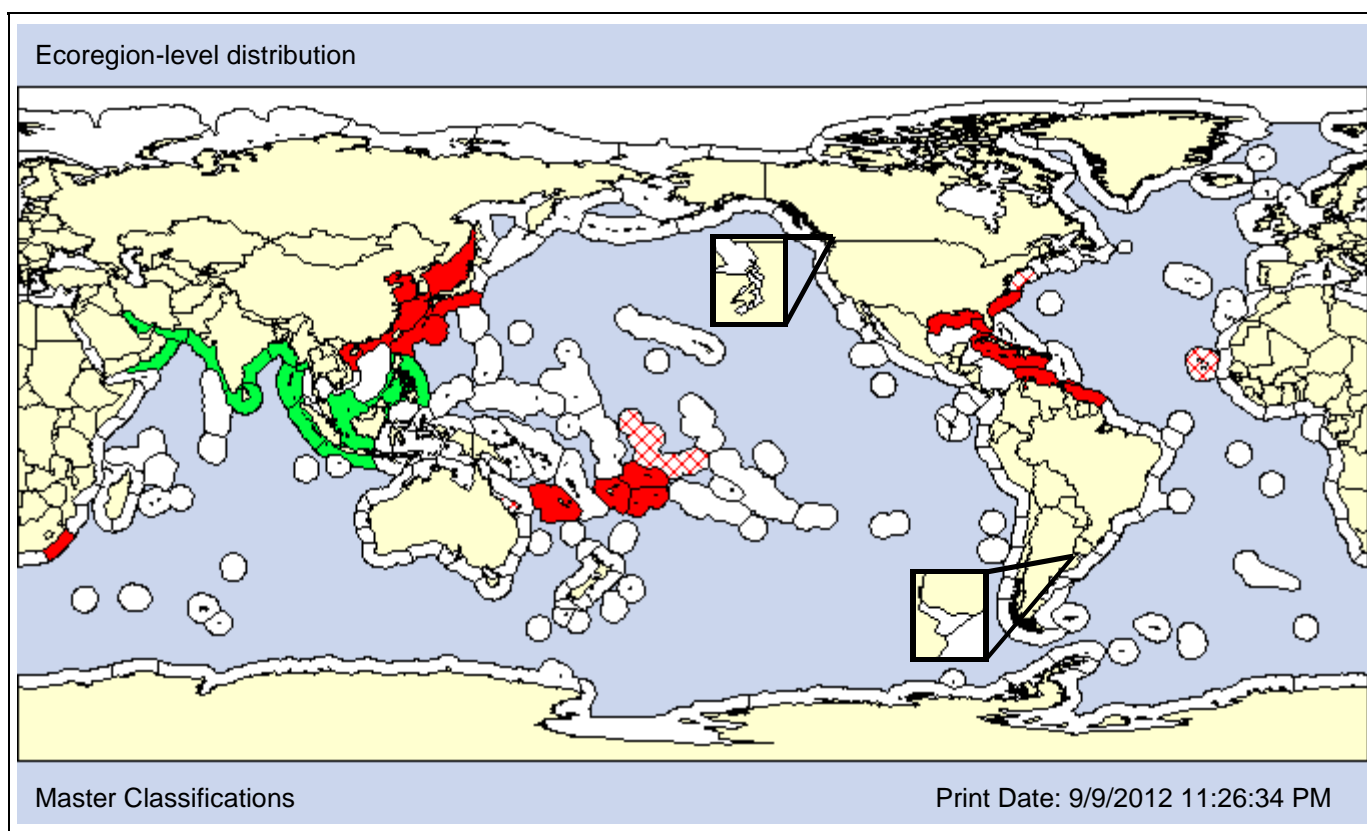 Ecoregion-level distribution
Master Classifications
Print Date: 9/9/2012 11:26:34 PM